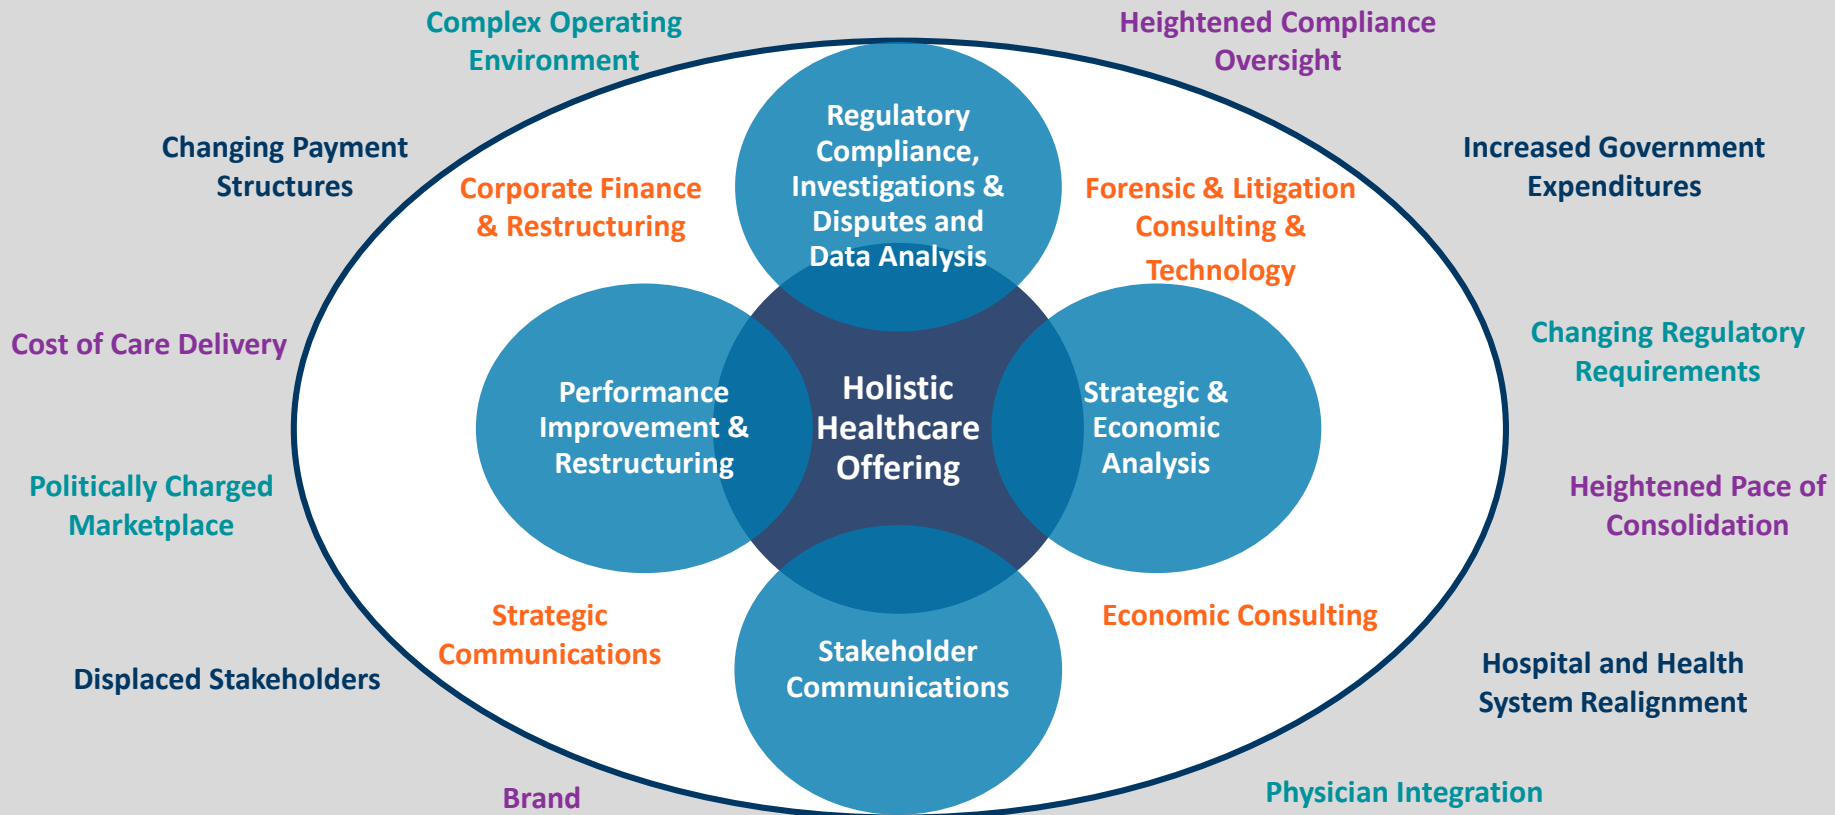 Complex Operating
Environment
Heightened Compliance
Oversight
Changing Payment
Structures
Corporate Finance
& Restructuring
Regulatory
Compliance,
Investigations &
Disputes and
Data Analysis
Forensic & Litigation
Consulting &
Technology
Increased Government
Expenditures
Cost of Care Delivery
Performance
Improvement &
Restructuring
Holistic
Healthcare
Offering
Strategic &
Economic
Analysis
Changing Regulatory
Requirements
Politically Charged
Marketplace
Heightened Pace of
Consolidation
Strategic
Communications
Stakeholder
Communications
Economic Consulting
Displaced Stakeholders
Hospital and Health
System Realignment
Brand
Physician Integration